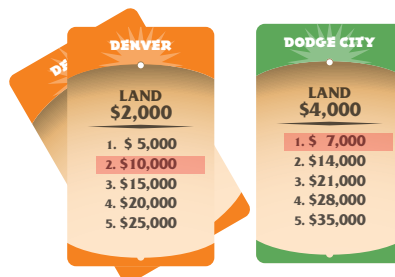 DE
DENVER
LAND
$2,000
1. $ 5,000
2. $10,000
3. $15,000
4. $20,000
5. $25,000
DODGE CITY
LAND
$4,000
1. $ 7,000
2. $14,000
3. $21,000
4. $28,000
5. $35,000